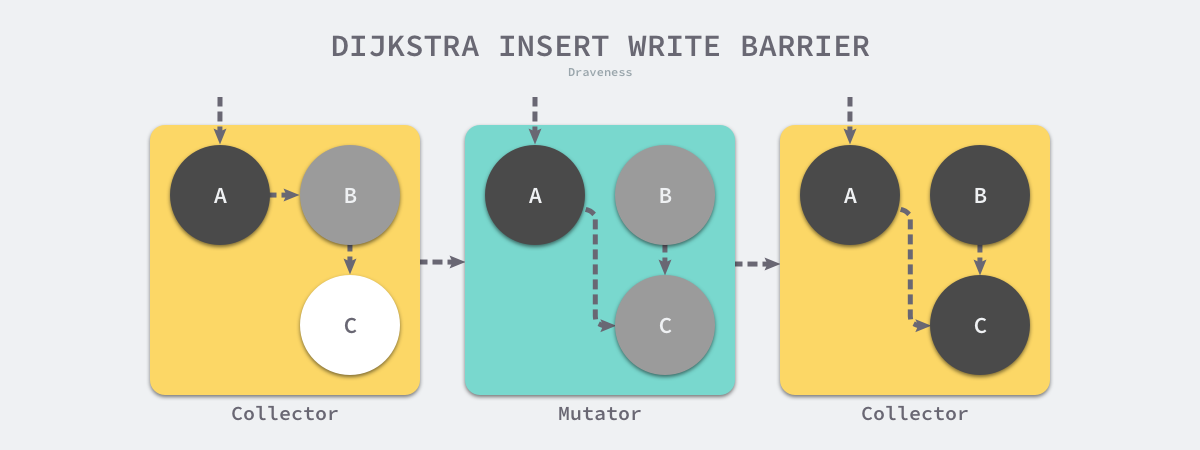 DIJKSTRA INSERT WRITE BARRIER
Draveness
A B
C
A B
C
A B
C
Collector
Mutator
Collector